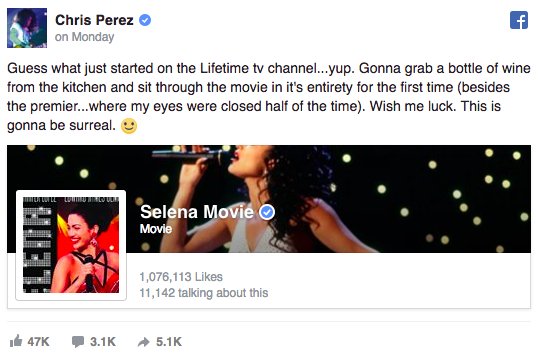 Chris Perez
on Monday
Guess what just started on the Lifetime tv channel...yup. Gonna grab a bottle of wine
from the kitchen and sit through the movie in it's entirety for the first time (besides
the premier...where my eyes were closed half of the time). Wish me luck. This is
gonna be surreal.
Selena Movie
Movie
1,076,113 Likes
11,142 talking about this
47K 3.1K 5.1K